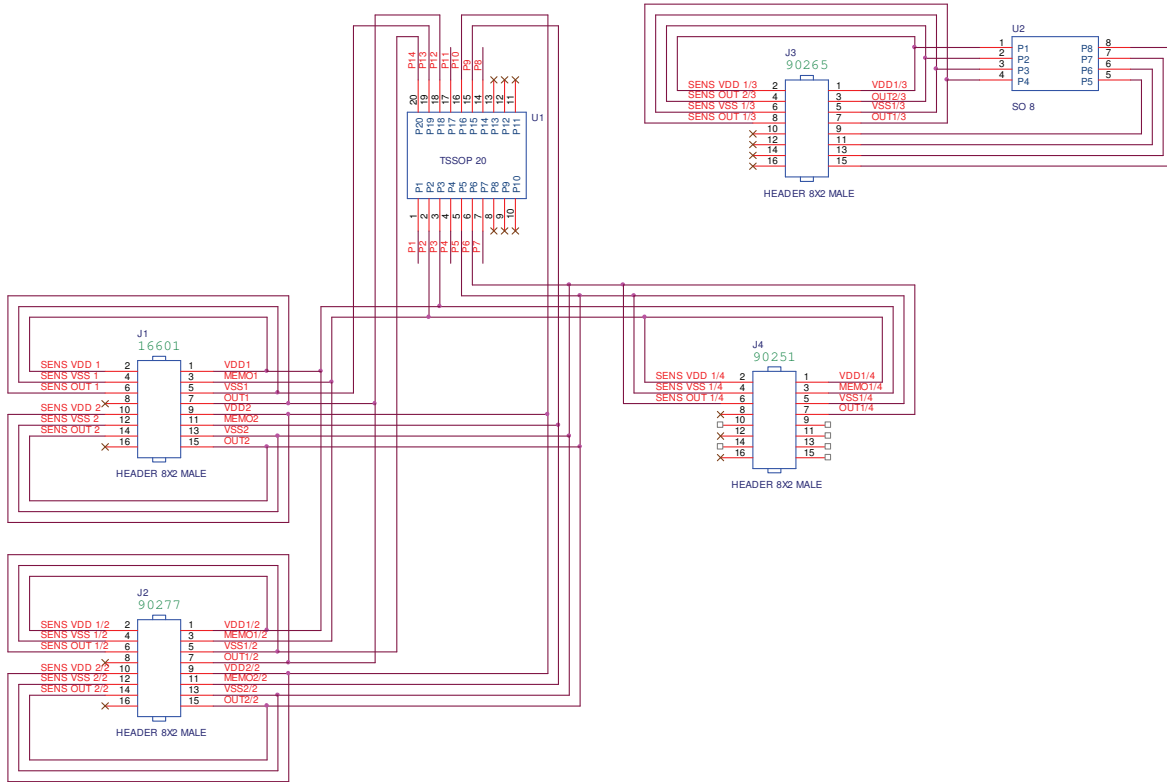 U1
P14 P13 P12 P11 P10 P9 P8
20 19 18 17 16 15 14 13 12 11
P20 P19 P18 P17 P16 P15 P14 P13 P12 P11
TSSOP 20
P1 P2 P3 P4 P5 P6 P7 P8 P9 P10
1 2 3 4 5 6 7 8 9 10
P1 P2 P3 P4 P5 P6 P7
J3
90265
SENS VDD 1/3 2 1 VDD1/3
SENS OUT 2/3 4 3 OUT2/3
SENS VSS 1/3 6 5 VSS1/3
SENS OUT 1/3 8 7 OUT1/3
10 9
12 11
14 13
16 15
HEADER 8X2 MALE
U2
1 P1 P8 8
2 P2 P7 7
3 P3 P6 6
4 P4 P5 5
SO 8
J1
16601
SENS VDD 1 2 1 VDD1
SENS VSS 1 4 3 MEMO1
SENS OUT 1 6 5 VSS1
8 7 OUT1
SENS VDD 2 10 9 VDD2
SENS VSS 2 12 11 MEMO2
SENS OUT 2 14 13 VSS2
16 15 OUT2
HEADER 8X2 MALE
J4
90251
SENS VDD 1/4 2 1 VDD1/4
SENS VSS 1/4 4 3 MEMO1/4
SENS OUT 1/4 6 5 VSS1/4
8 7 OUT1/4
10 9
12 11
14 13
16 15
HEADER 8X2 MALE
J2
90277
SENS VDD 1/2 2 1 VDD1/2
SENS VSS 1/2 4 3 MEMO1/2
SENS OUT 1/2 6 5 VSS1/2
8 7 OUT1/2
SENS VDD 2/2 10 9 VDD2/2
SENS VSS 2/2 12 11 MEMO2/2
SENS OUT 2/2 14 13 VSS2/2
16 15 OUT2/2
HEADER 8X2 MALE